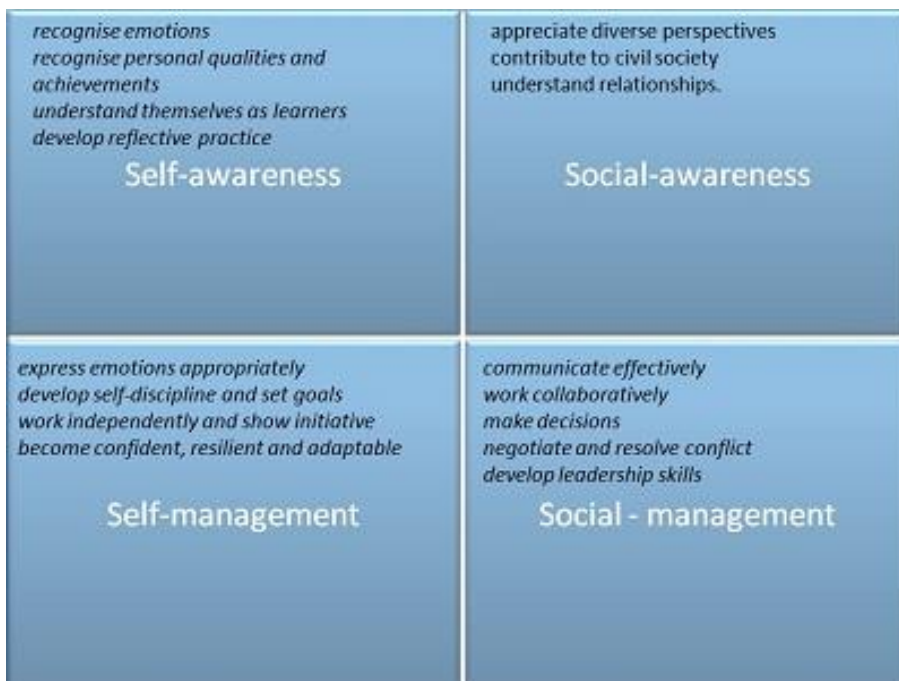 recognise emotions
recognise personal qualities and
achievements
understand themselves as learners
develop reflective practice
Self-awareness
appreciate diverse perspectives
contribute to civil society
understand relationships.
Social-awareness
express emotions appropriately
develop self-discipline and set goals
work independently and show initiative
become confident, resilient and adaptable
Self-management
communicate effectively
work collaboratively
make decisions
negotiate and resolve conflict
develop leadership skills
Social - management